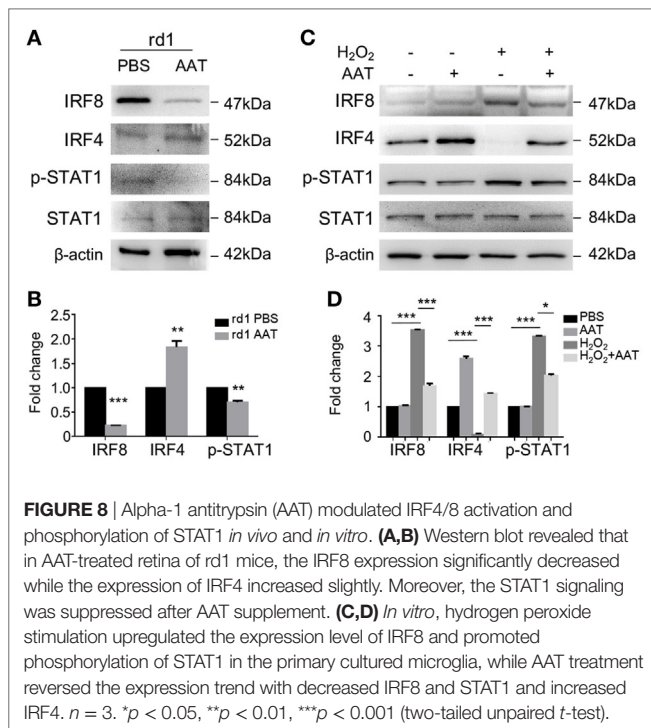 A
rd1
PBS AAT
IRF8 - 47kDa
IRF4 - 52kDa
p-STAT1 - 84kDa
STAT1 - 84kDa
β-actin - 42kDa
C
H₂O₂ - - + +
AAT - + - +
IRF8 - 47kDa
IRF4 - 52kDa
p-STAT1 - 84kDa
STAT1 - 84kDa
β-actin - 42kDa
B
Fold change
2.5
2.0
1.5
1.0
0.5
0
rd1 PBS
rd1 AAT
***
**
**
IRF8 IRF4 p-STAT1
D
Fold change
4
3
2
1
0
PBS
AAT
H₂O₂
H₂O₂+AAT
*** ***
*** ***
*** *
IRF8 IRF4 p-STAT1
FIGURE 8 | Alpha-1 antitrypsin (AAT) modulated IRF4/8 activation and
phosphorylation of STAT1 in vivo and in vitro. (A,B) Western blot revealed that
in AAT-treated retina of rd1 mice, the IRF8 expression significantly decreased
while the expression of IRF4 increased slightly. Moreover, the STAT1 signaling
was suppressed after AAT supplement. (C,D) In vitro, hydrogen peroxide
stimulation upregulated the expression level of IRF8 and promoted
phosphorylation of STAT1 in the primary cultured microglia, while AAT treatment
reversed the expression trend with decreased IRF8 and STAT1 and increased
IRF4. n = 3. *p < 0.05, **p < 0.01, ***p < 0.001 (two-tailed unpaired t-test).